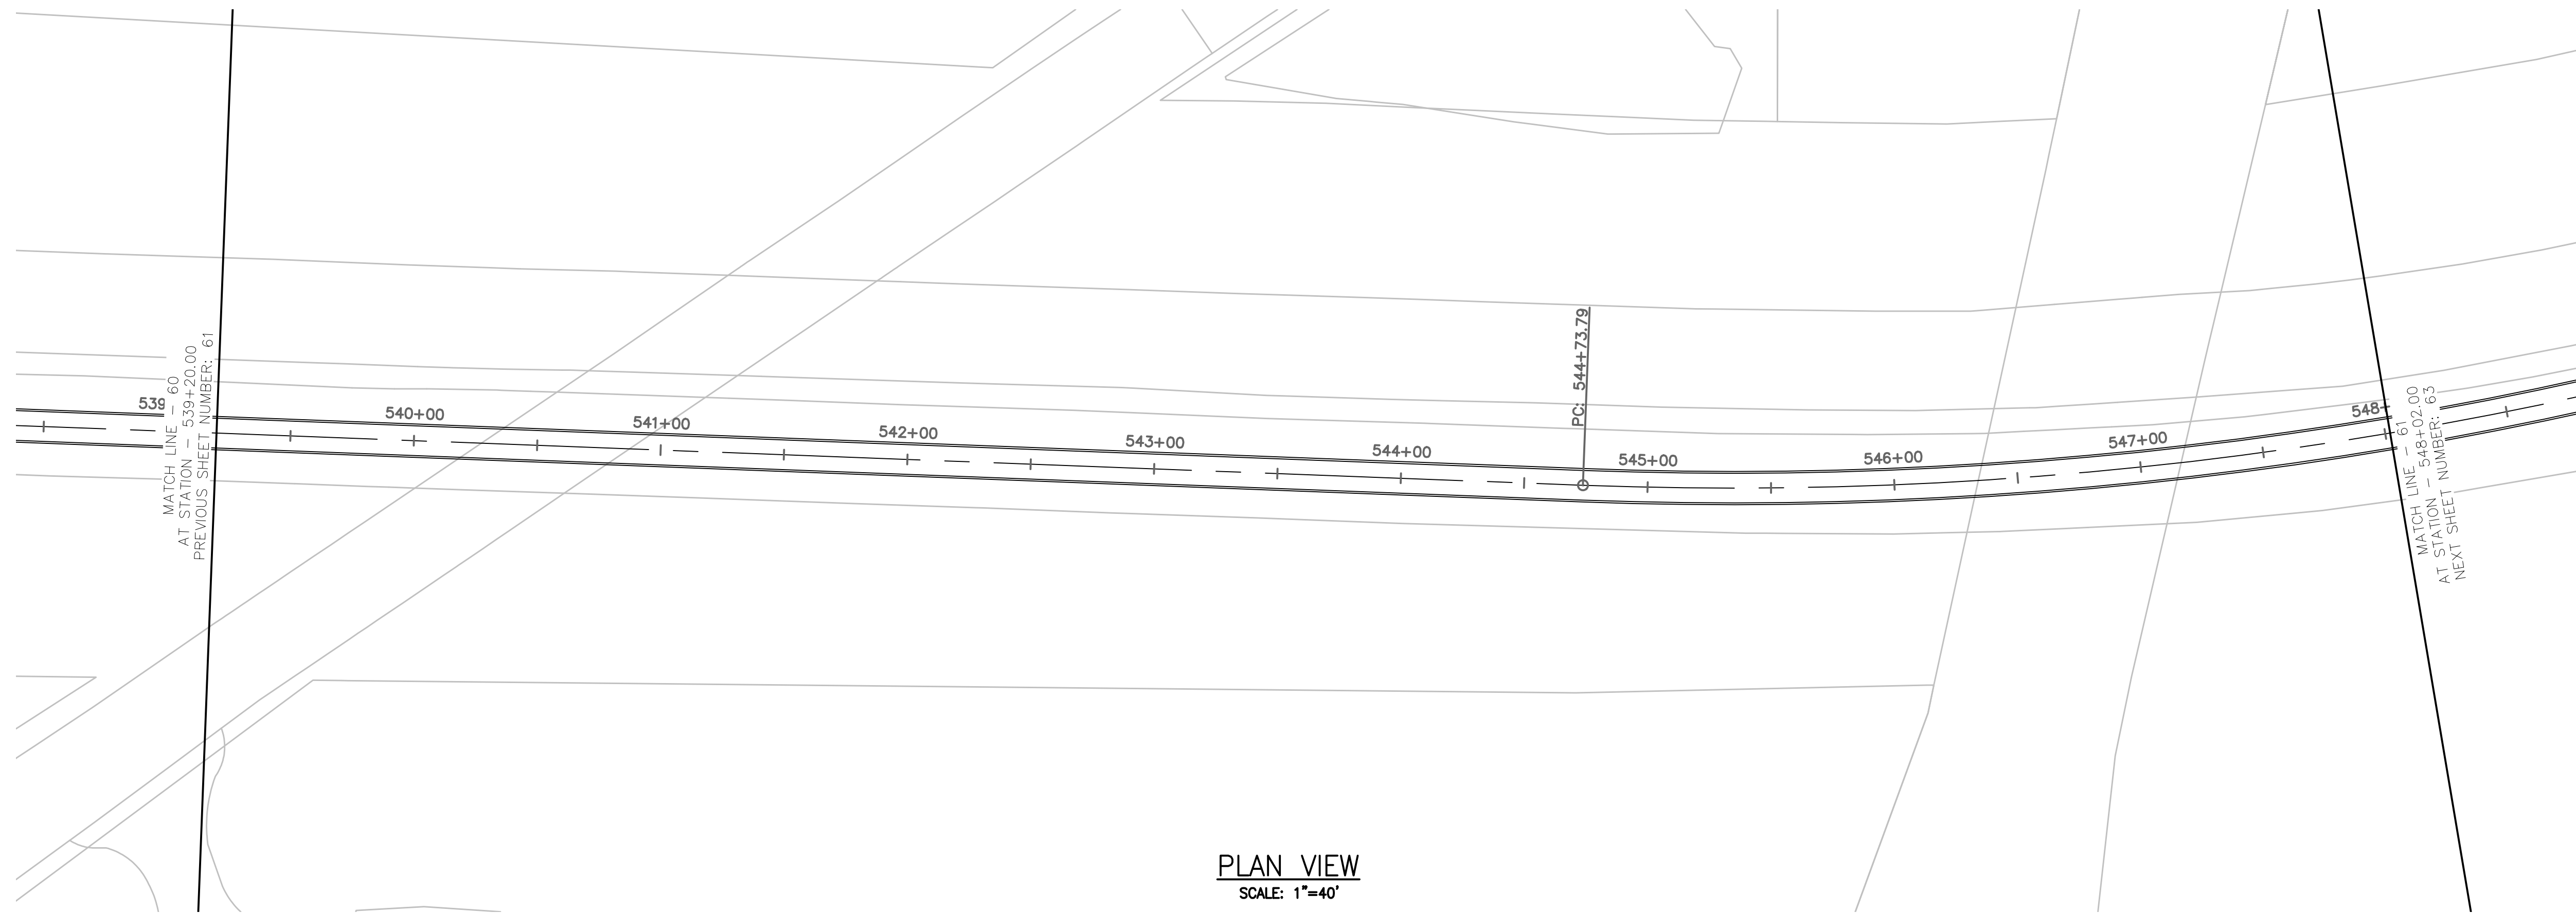 MATCH LINE - 60
AT STATION - 539+20.00
PREVIOUS SHEET NUMBER: 61
539
540+00
541+00
542+00
543+00
544+00
PC: 544+73.79
545+00
546+00
547+00
548+
MATCH LINE - 61
AT STATION - 548+02.00
NEXT SHEET NUMBER: 63
PLAN VIEW
SCALE: 1"=40'